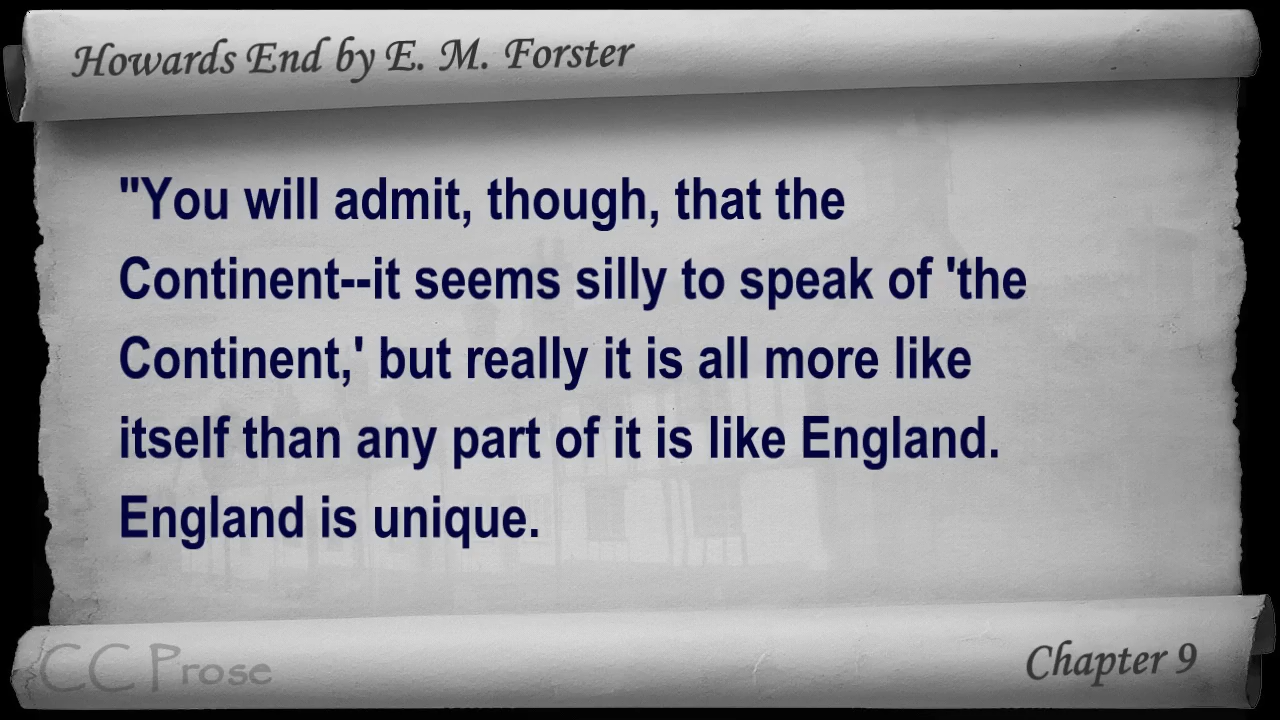 Howards End by E. M. Forster
"You will admit, though, that the
Continent--it seems silly to speak of 'the
Continent,' but really it is all more like
itself than any part of it is like England.
England is unique.
CC Prose
Chapter 9